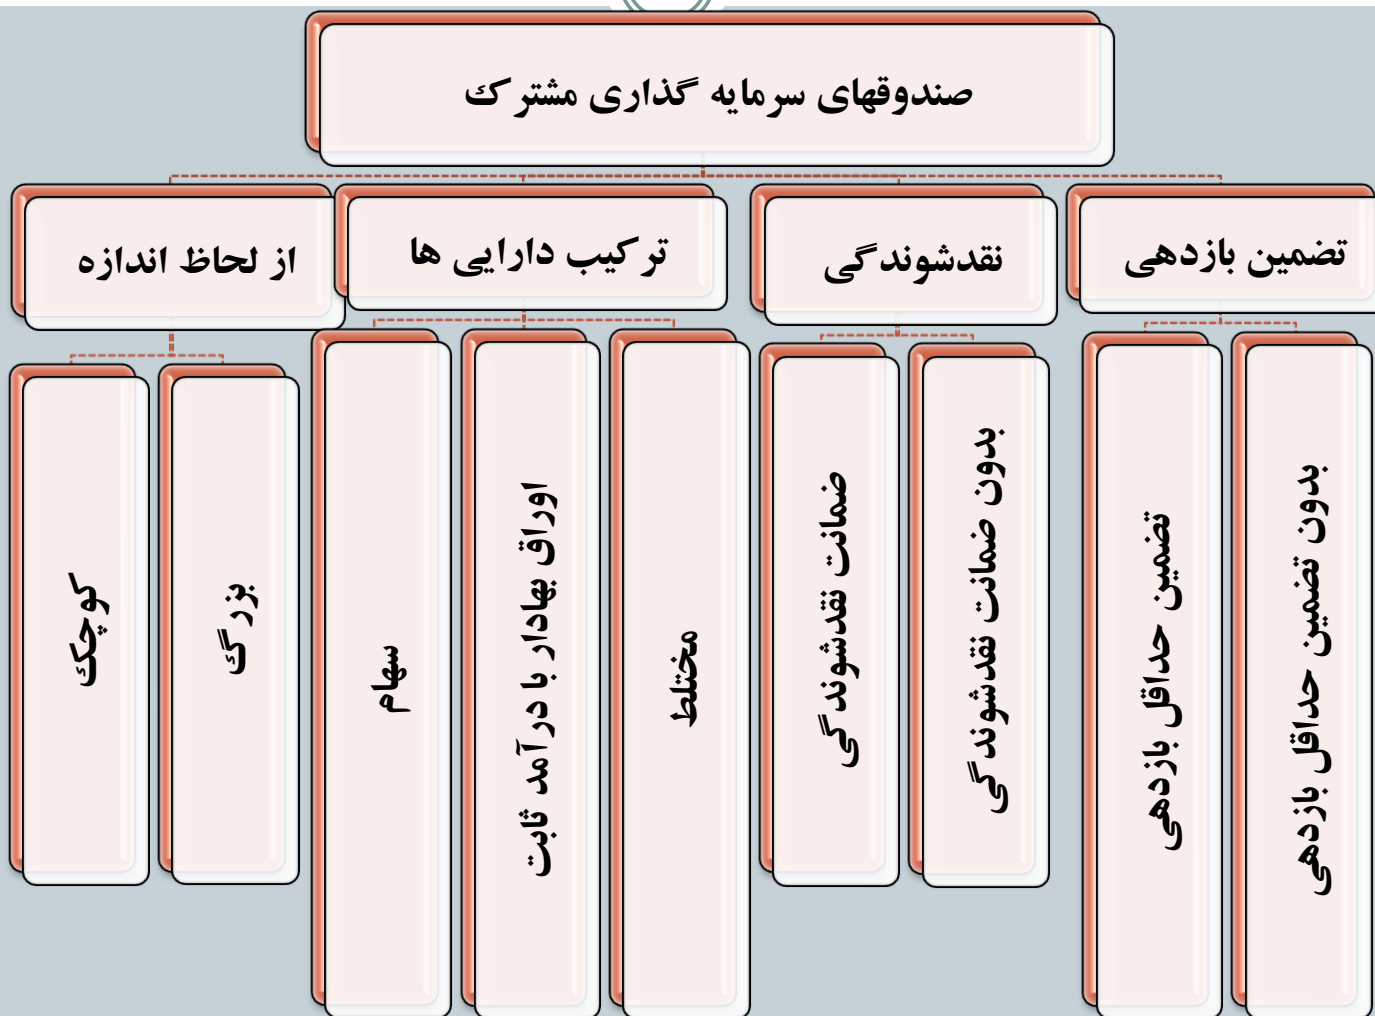 صندوقهای سرمایه گذاری مشترک
تضمین بازدهی
نقدشوندگی
ترکیب دارایی ها
از لحاظ اندازه
بدون تضمین حداقل بازدهی
تضمین حداقل بازدهی
بدون ضمانت نقدشوندگی
ضمانت نقدشوندگی
مختلط
اوراق بهادار با درآمد ثابت
سهام
بزرگ
کوچک